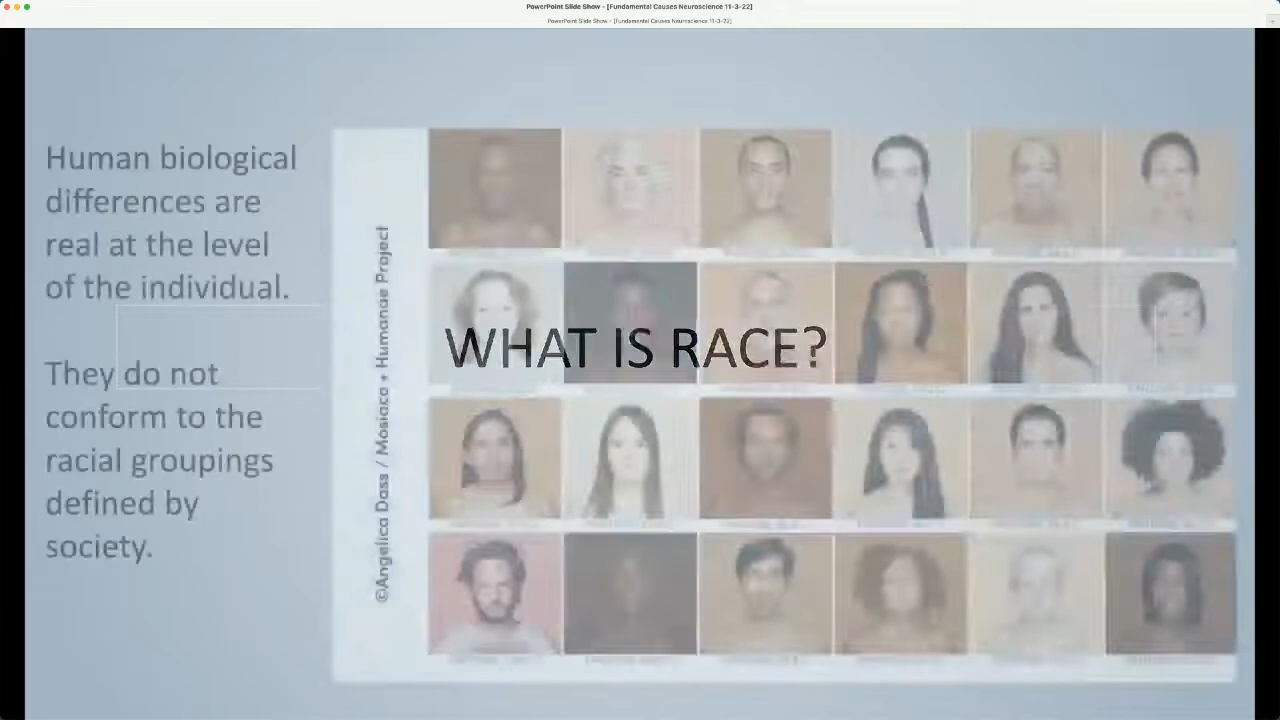 PowerPoint Slide Show - [Fundamental Causes Neuroscience 11-3-22]
PowerPoint Slide Show - [Fundamental Causes Neuroscience 11-3-22]
Human biological
differences are
real at the level
of the individual.
They do not
conform to the
racial groupings
defined by
society.
©Angelica Dass / Mosiaca + Humanae Project
WHAT IS RACE?